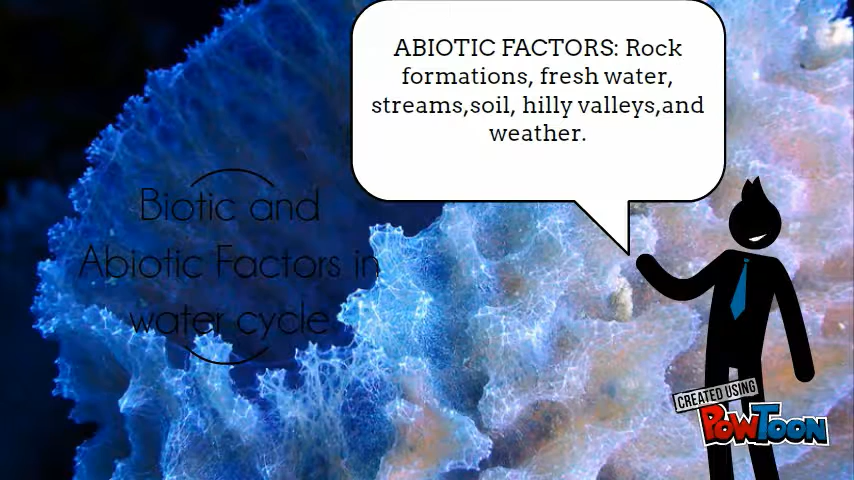 ABIOTIC FACTORS: Rock
formations, fresh water,
streams,soil, hilly valleys,and
weather.
Biotic and
Abiotic Factors in
water cycle
CREATED USING
POWTOON